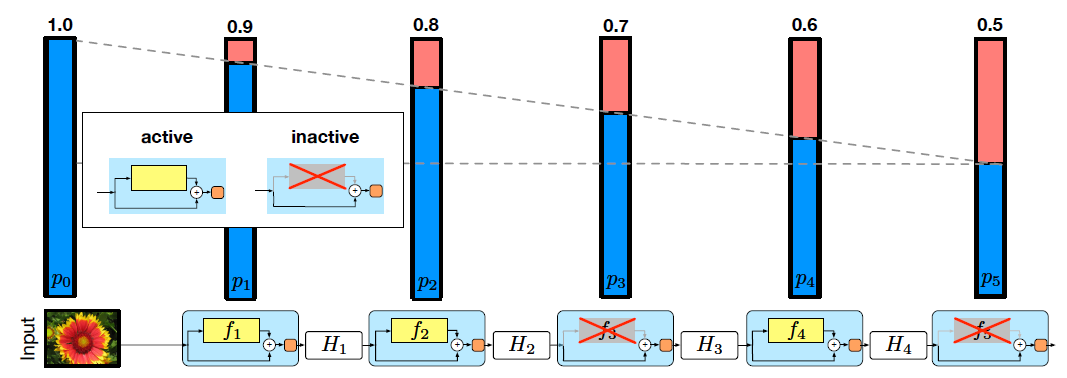 1.0 0.9 0.8 0.7 0.6 0.5
active inactive
p₀ p₁ p₂ p₃ p₄ p₅
Input f₁ H₁ f₂ H₂ f₃ H₃ f₄ H₄ f₅